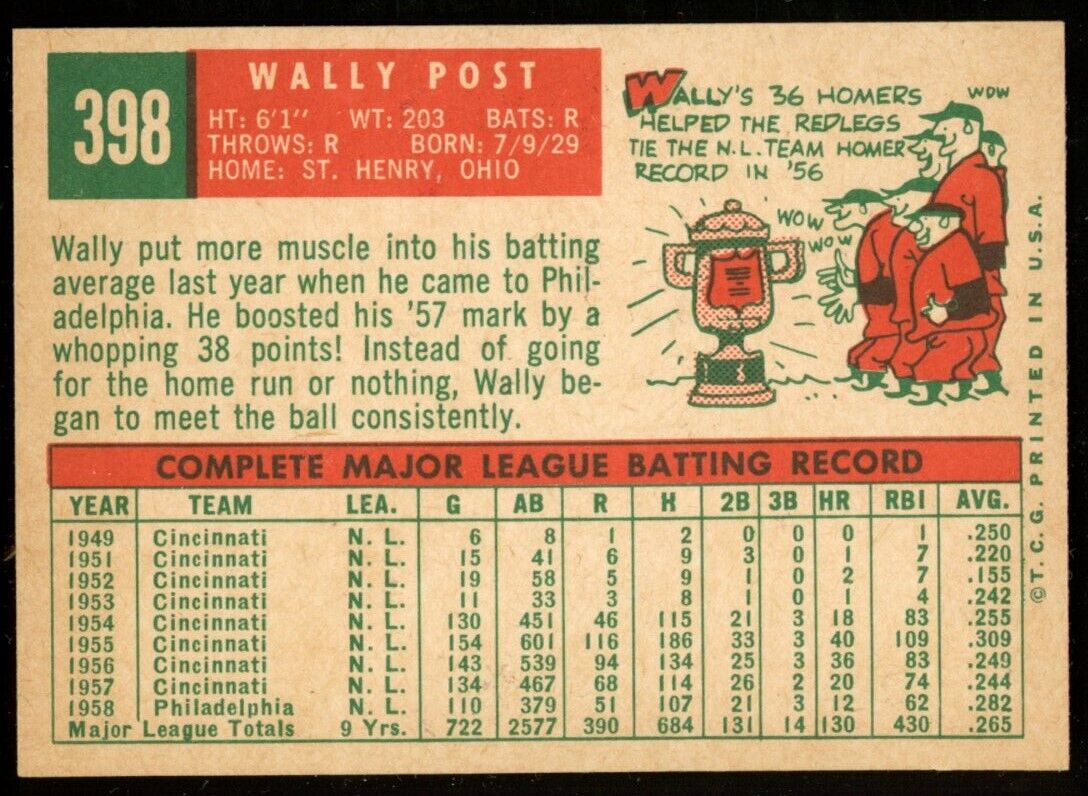 398
WALLY POST
HT: 6'1" WT: 203 BATS: R
THROWS: R BORN: 7/9/29
HOME: ST. HENRY, OHIO
WALLY'S 36 HOMERS
HELPED THE REDLEGS
TIE THE N.L. TEAM HOMER
RECORD IN '56
WOW
WOW
WOW
Wally put more muscle into his batting
average last year when he came to Phil-
adelphia. He boosted his '57 mark by a
whopping 38 points! Instead of going
for the home run or nothing, Wally be-
gan to meet the ball consistently.
COMPLETE MAJOR LEAGUE BATTING RECORD
YEAR TEAM LEA. G AB R H 2B 3B HR RBI AVG.
1949 Cincinnati N. L. 6 8 1 2 0 0 0 1 .250
1951 Cincinnati N. L. 15 41 6 9 3 0 1 7 .220
1952 Cincinnati N. L. 19 58 5 9 1 0 2 7 .155
1953 Cincinnati N. L. 11 33 3 8 1 0 1 4 .242
1954 Cincinnati N. L. 130 451 46 115 21 3 18 83 .255
1955 Cincinnati N. L. 154 601 116 186 33 3 40 109 .309
1956 Cincinnati N. L. 143 539 94 134 25 3 36 83 .249
1957 Cincinnati N. L. 134 467 68 114 26 2 20 74 .244
1958 Philadelphia N. L. 110 379 51 107 21 3 12 62 .282
Major League Totals 9 Yrs. 722 2577 390 684 131 14 130 430 .265
©T. C. G. PRINTED IN U.S.A.